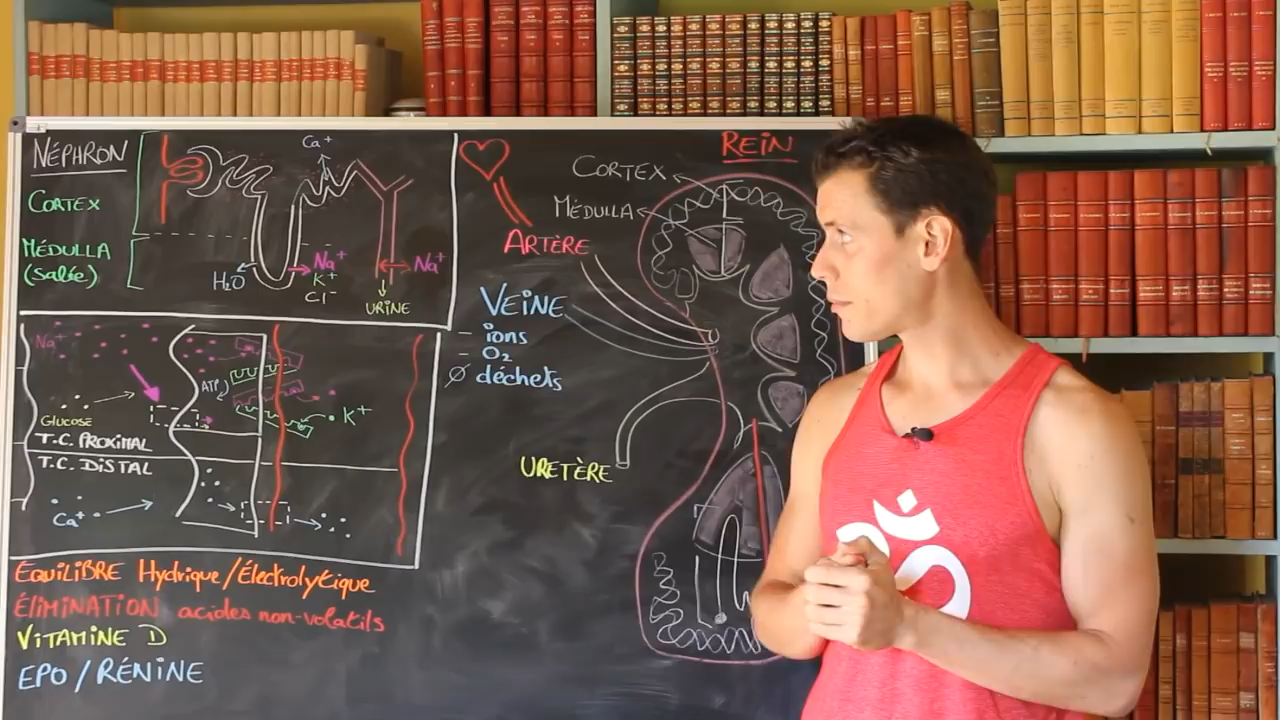 NÉPHRON
CORTEX
MÉDULLA
(salée)
Ca+
H2O
Na+
K+
Cl-
Na+
URINE
Na+
ATP
GLUCOSE
K+
T.C. PROXIMAL
T.C. DISTAL
Ca+
ÉQUILIBRE Hydrique/Électrolytique
ÉLIMINATION acides non-volatils
VITAMINE D
EPO / RÉNINE
REIN
CORTEX
MÉDULLA
ARTÈRE
VEINE
- ions
- O2
Ø déchets
URETÈRE
ॐ